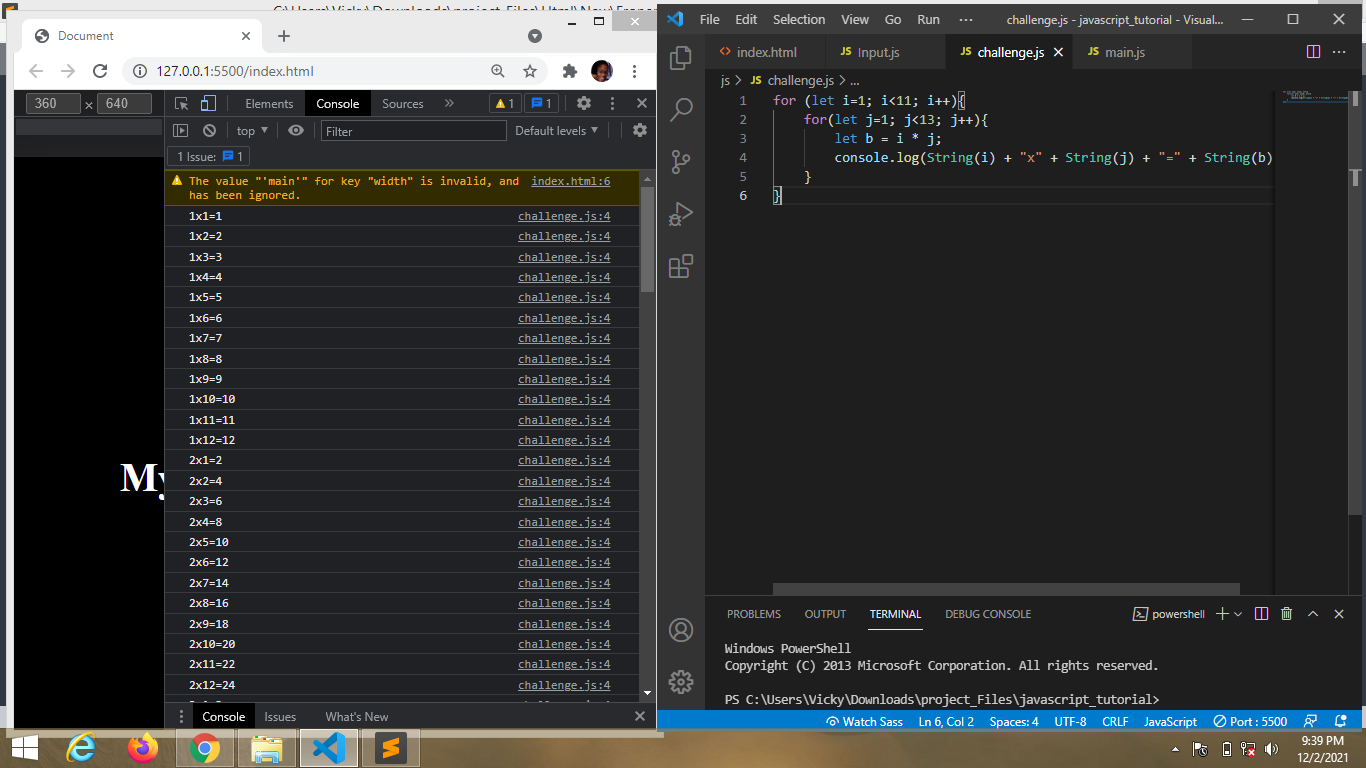 Document
127.0.0.1:5500/index.html
360 × 640
Elements Console Sources » 1 1
top Filter Default levels
1 Issue: 1
The value "'main'" for key "width" is invalid, and index.html:6
has been ignored.
1x1=1 challenge.js:4
1x2=2 challenge.js:4
1x3=3 challenge.js:4
1x4=4 challenge.js:4
1x5=5 challenge.js:4
1x6=6 challenge.js:4
1x7=7 challenge.js:4
1x8=8 challenge.js:4
1x9=9 challenge.js:4
1x10=10 challenge.js:4
1x11=11 challenge.js:4
1x12=12 challenge.js:4
2x1=2 challenge.js:4
2x2=4 challenge.js:4
2x3=6 challenge.js:4
2x4=8 challenge.js:4
2x5=10 challenge.js:4
2x6=12 challenge.js:4
2x7=14 challenge.js:4
2x8=16 challenge.js:4
2x9=18 challenge.js:4
2x10=20 challenge.js:4
2x11=22 challenge.js:4
2x12=24 challenge.js:4
My
Console Issues What's New
File Edit Selection View Go Run ··· challenge.js - javascript_tutorial - Visual...
index.html JS Input.js JS challenge.js JS main.js
js > JS challenge.js > ...
1 for (let i=1; i<11; i++){
2 for(let j=1; j<13; j++){
3 let b = i * j;
4 console.log(String(i) + "x" + String(j) + "=" + String(b)
5 }
6 }
PROBLEMS OUTPUT TERMINAL DEBUG CONSOLE powershell
Windows PowerShell
Copyright (C) 2013 Microsoft Corporation. All rights reserved.
PS C:\Users\Vicky\Downloads\project_Files\javascript_tutorial>
Watch Sass Ln 6, Col 2 Spaces: 4 UTF-8 CRLF JavaScript Port : 5500
9:39 PM
12/2/2021